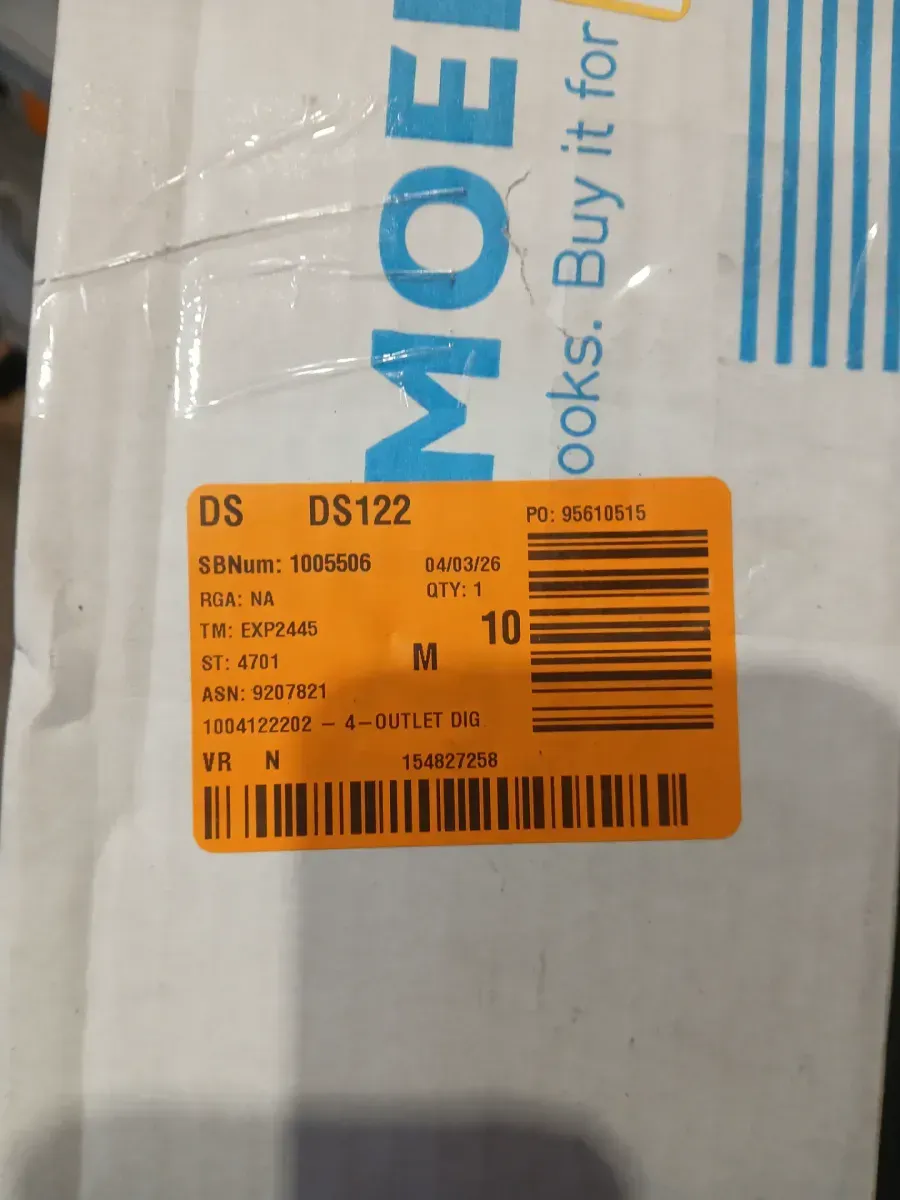 MOE
ooks. Buy it for
DS DS122 PO: 95610515
SBNum: 1005506 04/03/26
RGA: NA QTY: 1
TM: EXP2445 10
ST: 4701 M
ASN: 9207821
1004122202 – 4–OUTLET DIG
VR N 154827258